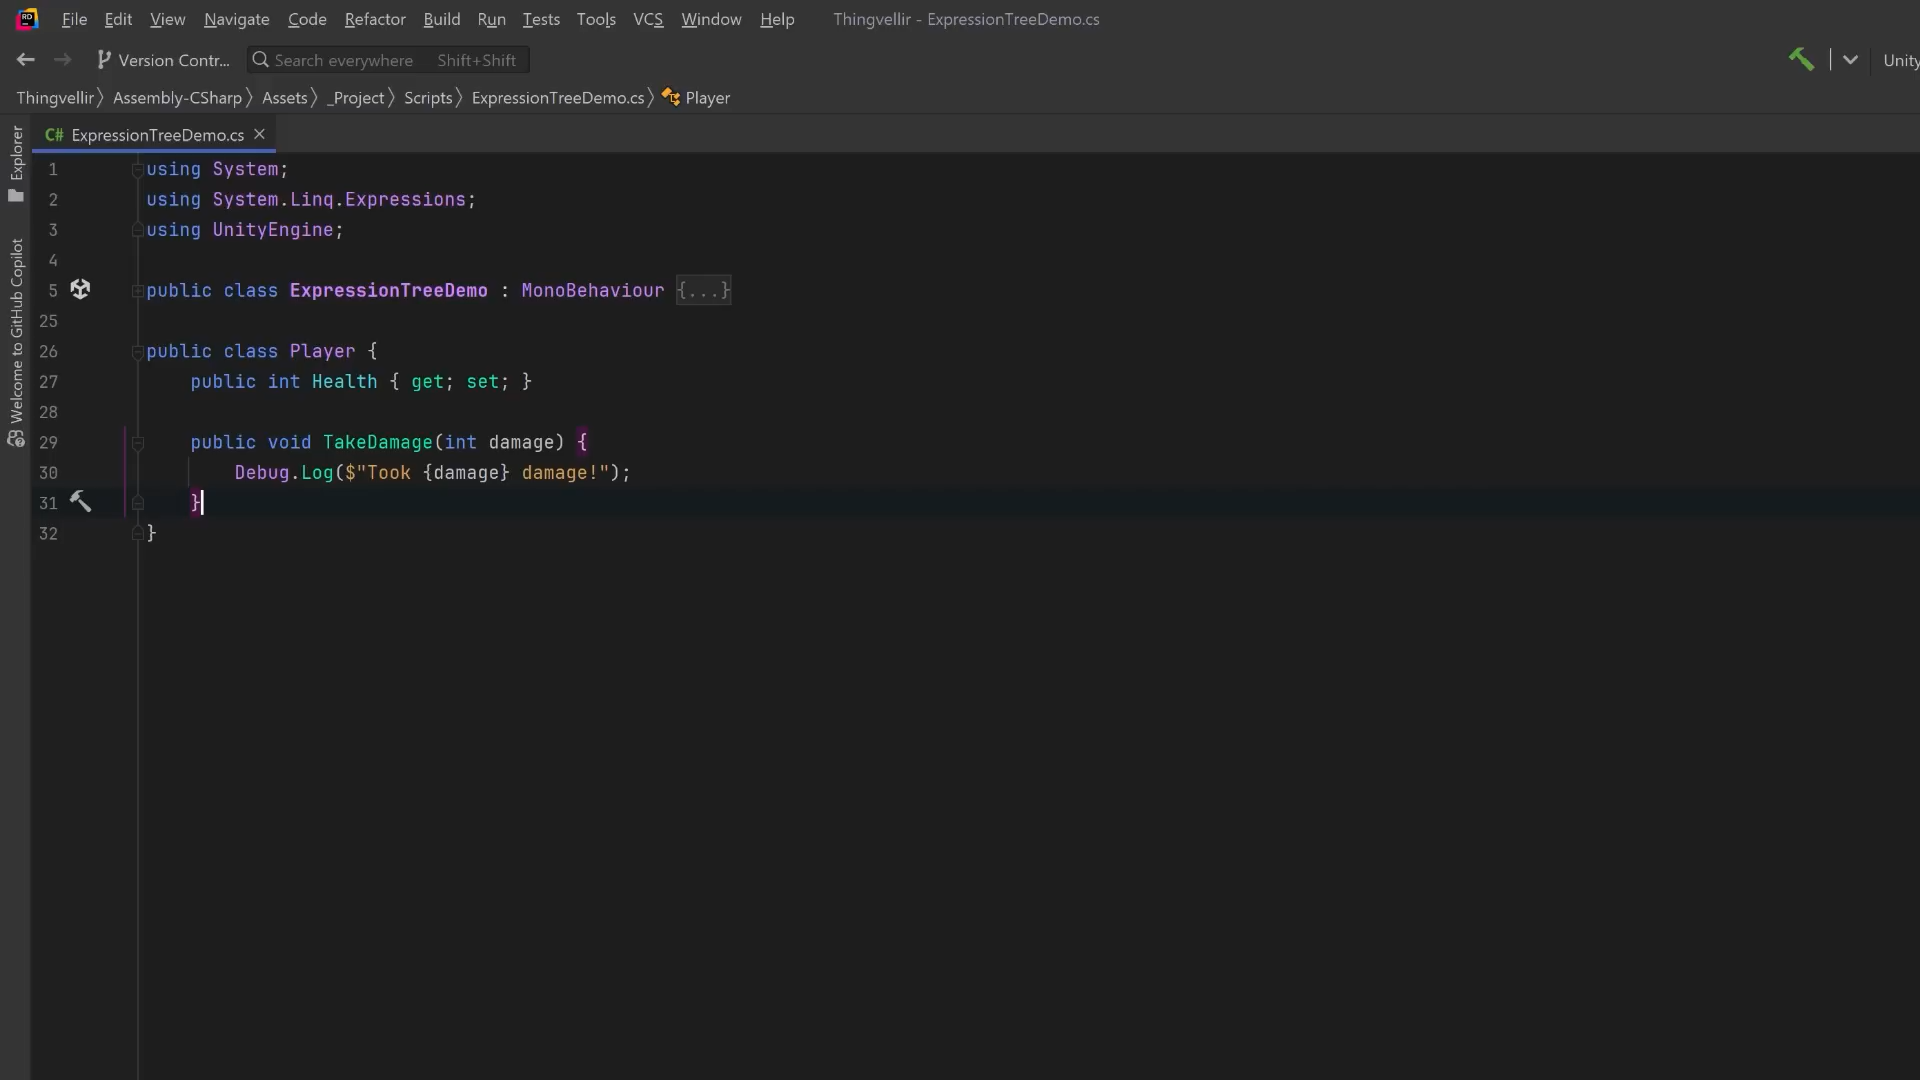 File Edit View Navigate Code Refactor Build Run Tests Tools VCS Window Help Thingvellir - ExpressionTreeDemo.cs
Version Contr... Search everywhere Shift+Shift Unity
Thingvellir Assembly-CSharp Assets _Project Scripts ExpressionTreeDemo.cs Player
C# ExpressionTreeDemo.cs
Explorer
Welcome to GitHub Copilot
1 using System;
2 using System.Linq.Expressions;
3 using UnityEngine;
4
5 public class ExpressionTreeDemo : MonoBehaviour {...}
25
26 public class Player {
27 public int Health { get; set; }
28
29 public void TakeDamage(int damage) {
30 Debug.Log($"Took {damage} damage!");
31 }
32 }